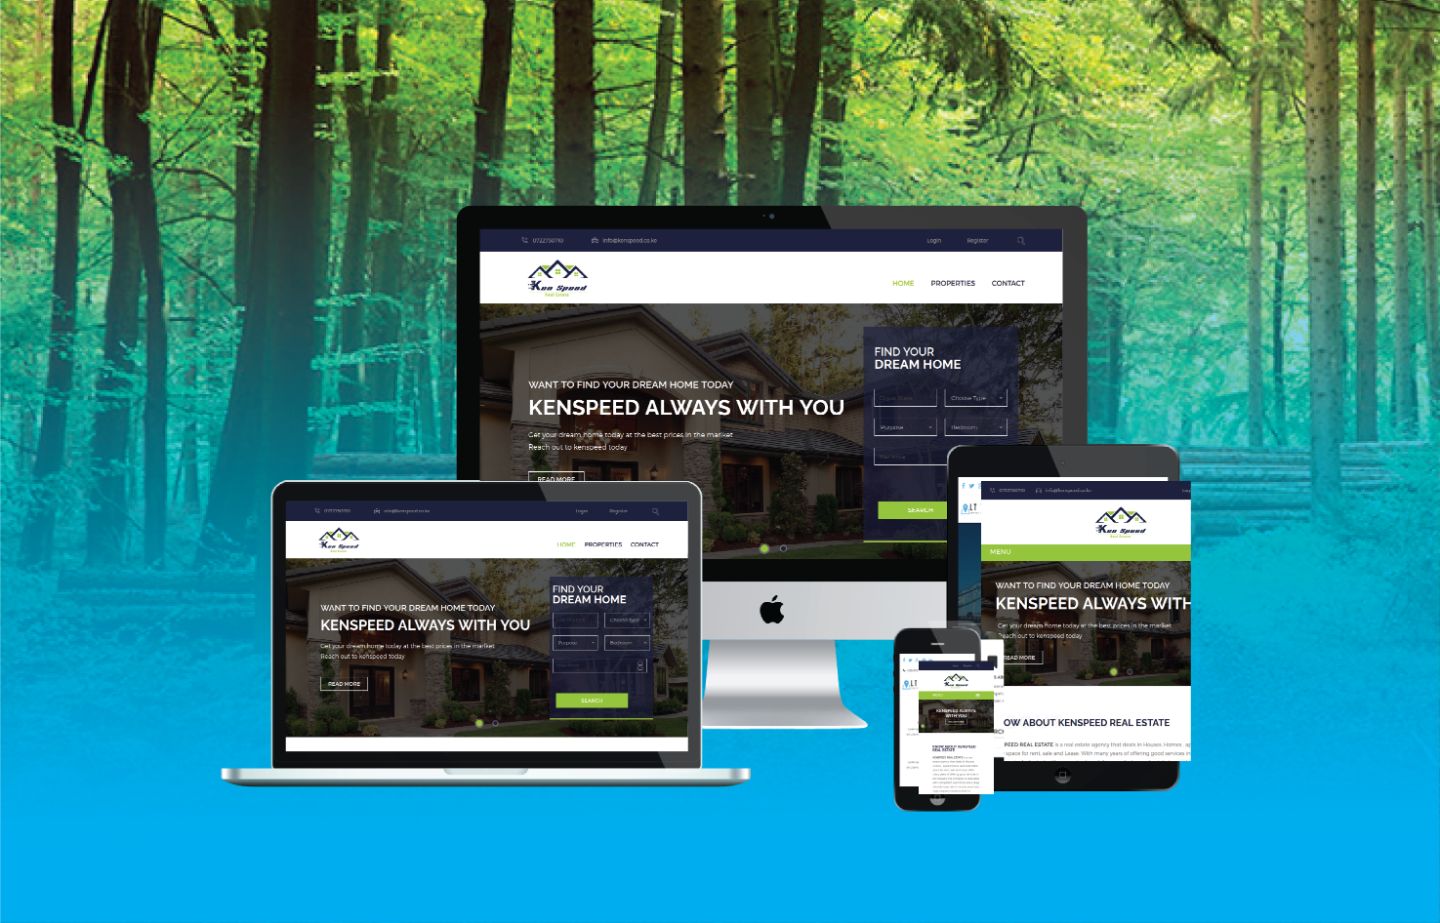 0722750710
info@kenspeed.co.ke
Login
Register
Ken Speed
Real Estate
HOME
PROPERTIES
CONTACT
FIND YOUR
DREAM HOME
Choose Type
Purpose
Bedroom
SEARCH
WANT TO FIND YOUR DREAM HOME TODAY
KENSPEED ALWAYS WITH YOU
Get your dream home today at the best prices in the market
Reach out to kenspeed today
READ MORE
0722750710
info@kenspeed.co.ke
Login
Register
Ken Speed
Real Estate
HOME
PROPERTIES
CONTACT
WANT TO FIND YOUR DREAM HOME TODAY
KENSPEED ALWAYS WITH YOU
Get your dream home today at the best prices in the market
Reach out to kenspeed today
READ MORE
FIND YOUR
DREAM HOME
Choose Type
Purpose
Bedroom
SEARCH
0722750710
info@kenspeed.co.ke
LT
Ken Speed
Real Estate
MENU
WANT TO FIND YOUR DREAM HOME TODAY
KENSPEED ALWAYS WITH
Get your dream home today at the best prices in the market
Reach out to kenspeed today
READ MORE
OW ABOUT KENSPEED REAL ESTATE
PEED REAL ESTATE is a real estate agency that deals in Houses, Homes , ap
space for rent, sale and Lease. With many years of offering good services in
LT
Ken Speed
MENU
KENSPEED ALWAYS
WITH YOU
KNOW ABOUT KENSPEED
REAL ESTATE